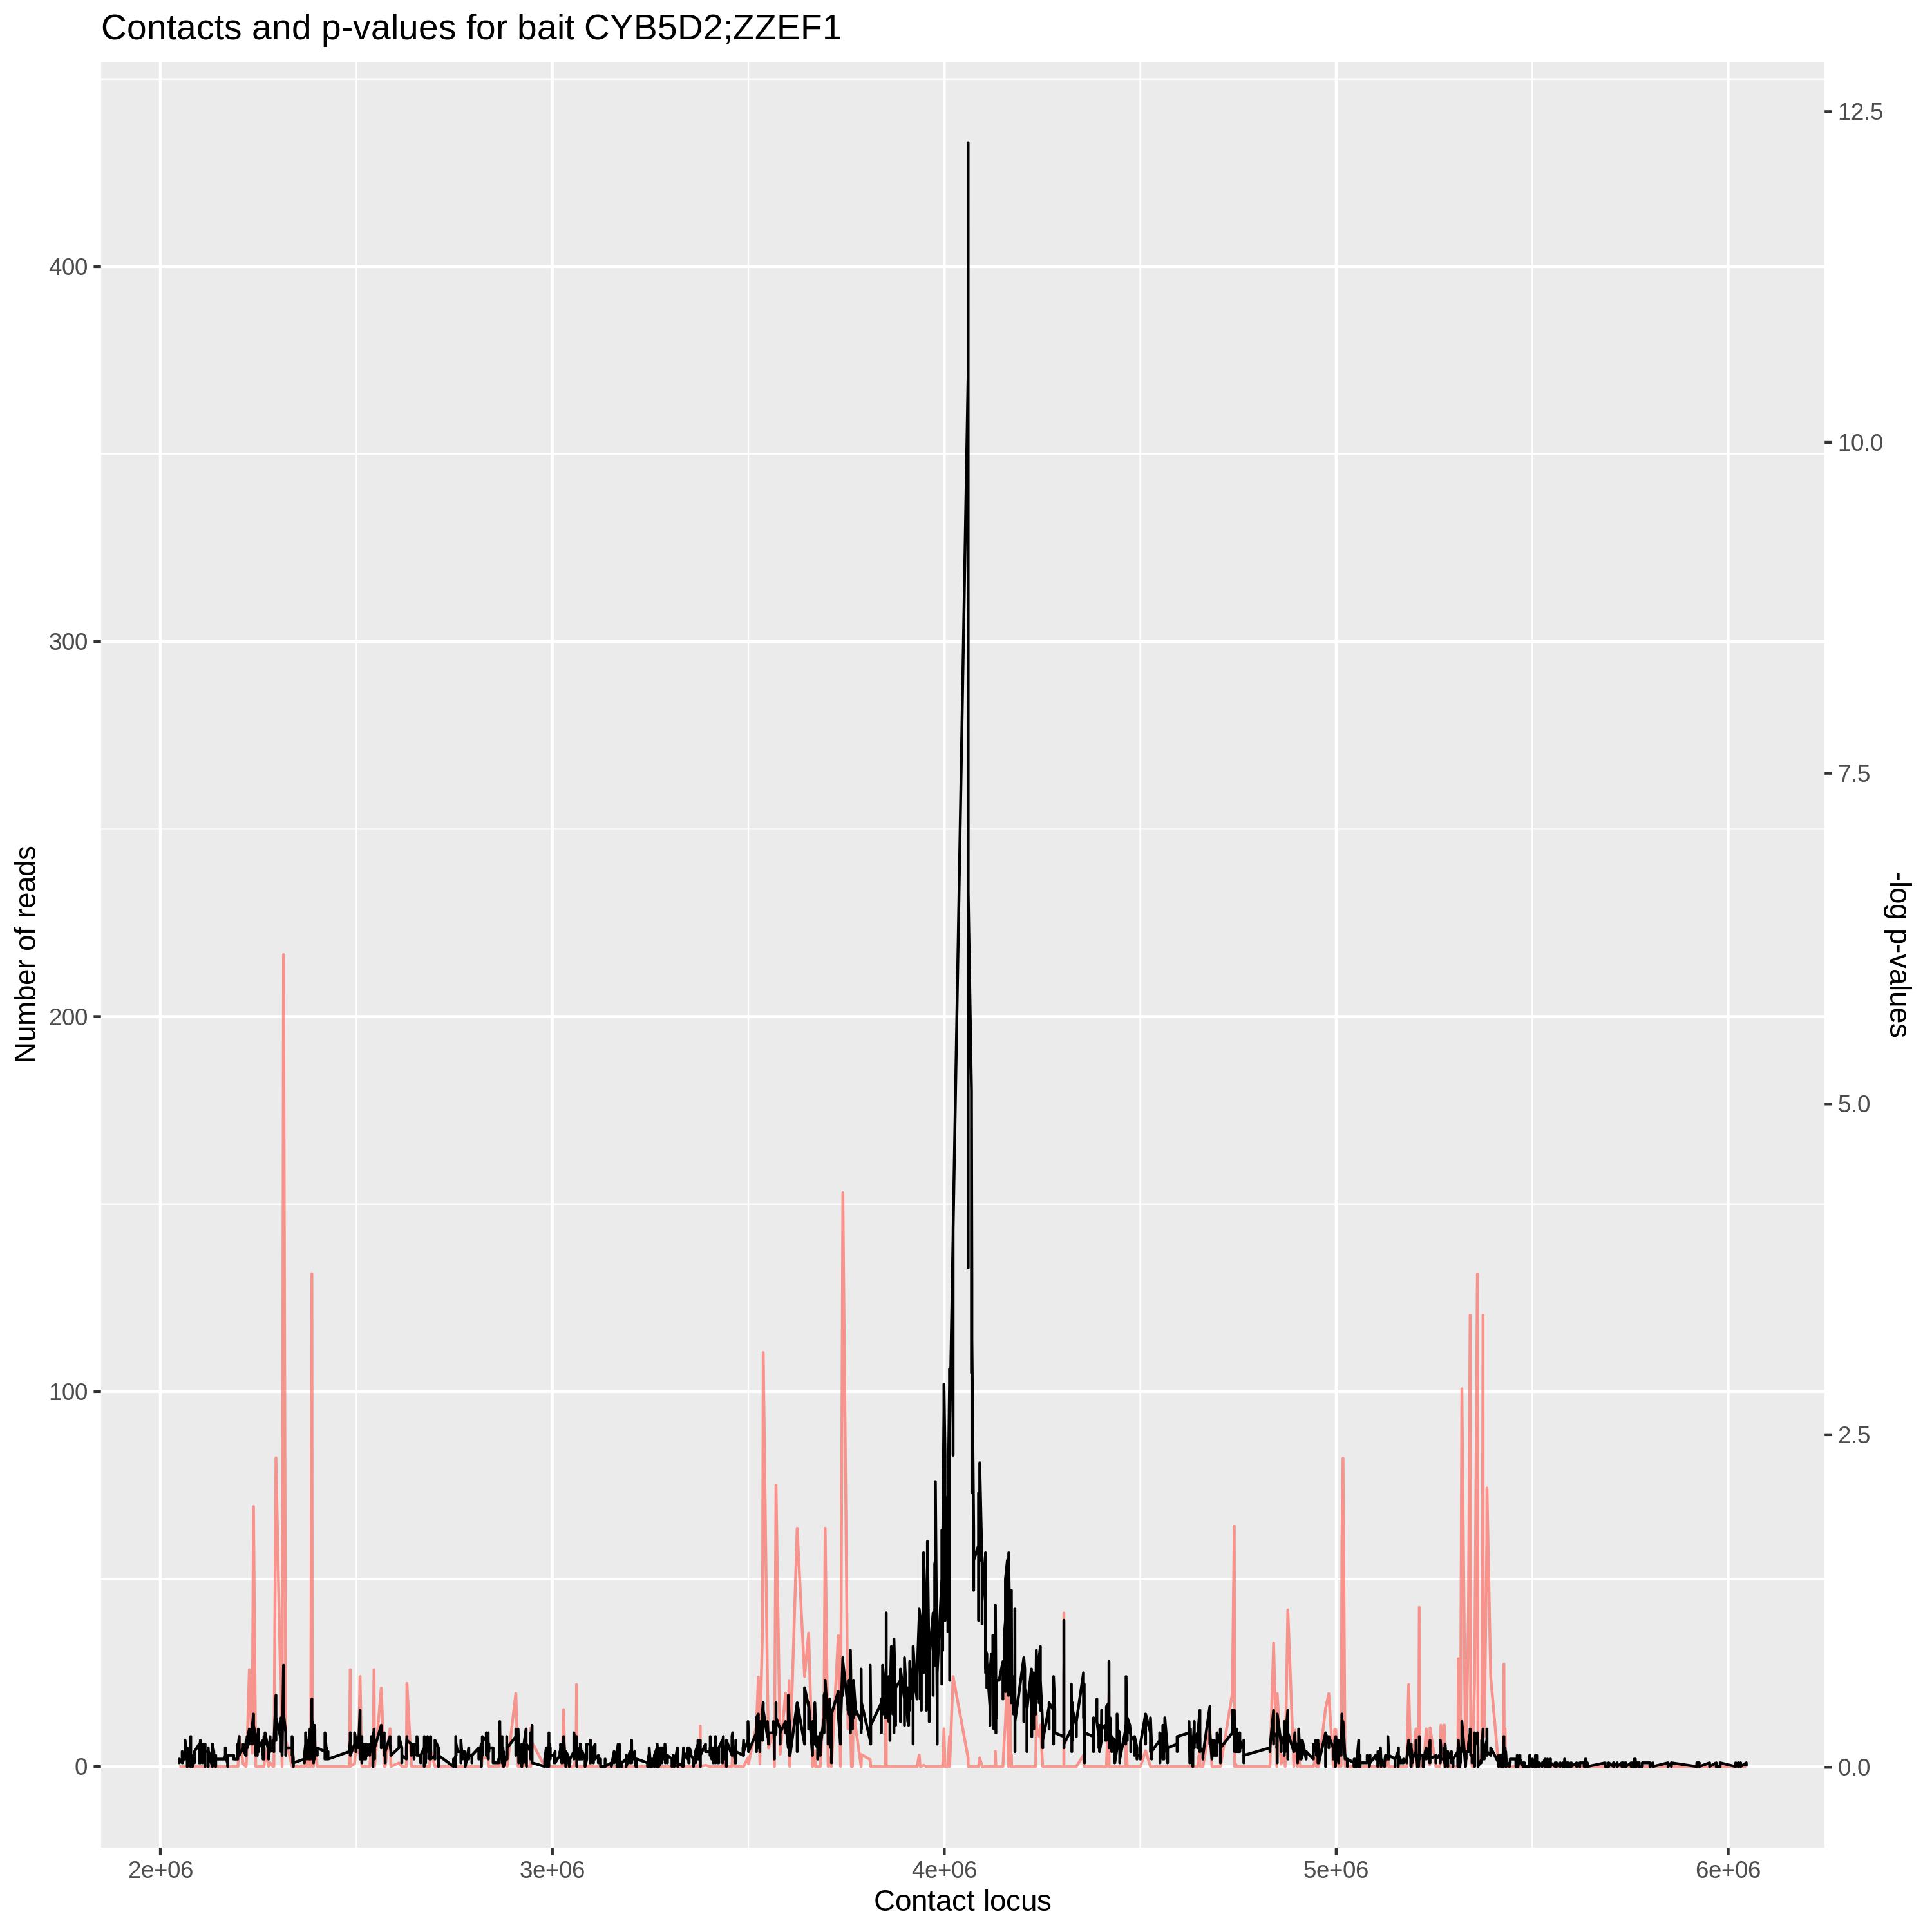 Contacts and p-values for bait CYB5D2;ZZEF1
Number of reads
400
300
200
100
0
12.5
10.0
7.5
5.0
2.5
0.0
-log p-values
2e+06
3e+06
4e+06
5e+06
6e+06
Contact locus